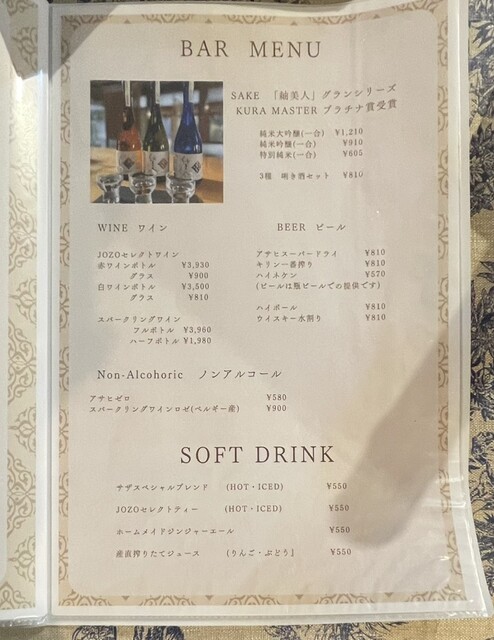 BAR MENU
SAKE 「紬美人」グランシリーズ
KURA MASTER プラチナ賞受賞
純米大吟醸(一合) ¥1,210
純米吟醸(一合) ¥910
特別純米(一合) ¥605
3種 唎き酒セット ¥810
WINE ワイン
JOZOセレクトワイン
赤ワインボトル ¥3,930
グラス ¥900
白ワインボトル ¥3,500
グラス ¥810
スパークリングワイン
フルボトル ¥3,960
ハーフボトル ¥1,980
BEER ビール
アサヒスーパードライ ¥810
キリン一番搾り ¥810
ハイネケン ¥570
(ビールは瓶ビールでの提供です)
ハイボール ¥810
ウイスキー水割り ¥810
Non-Alcohoric ノンアルコール
アサヒゼロ ¥580
スパークリングワインロゼ(ベルギー産) ¥900
SOFT DRINK
サザスペシャルブレンド (HOT・ICED) ¥550
JOZOセレクトティー (HOT・ICED) ¥550
ホームメイドジンジャーエール ¥550
産直搾りたてジュース (りんご・ぶどう』 ¥550